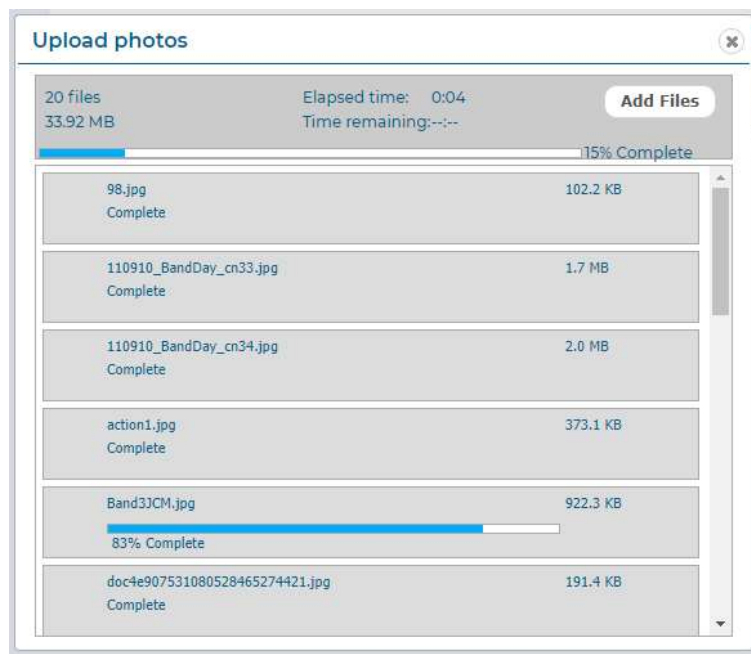 Upload photos
20 files
Elapsed time: 0:04
Add Files
33.92 MB
Time remaining:--:--
15% Complete
98.jpg 102.2 KB
Complete
110910_BandDay_cn33.jpg 1.7 MB
Complete
110910_BandDay_cn34.jpg 2.0 MB
Complete
action1.jpg 373.1 KB
Complete
Band3JCM.jpg 922.3 KB
83% Complete
doc4e907531080528465274421.jpg 191.4 KB
Complete